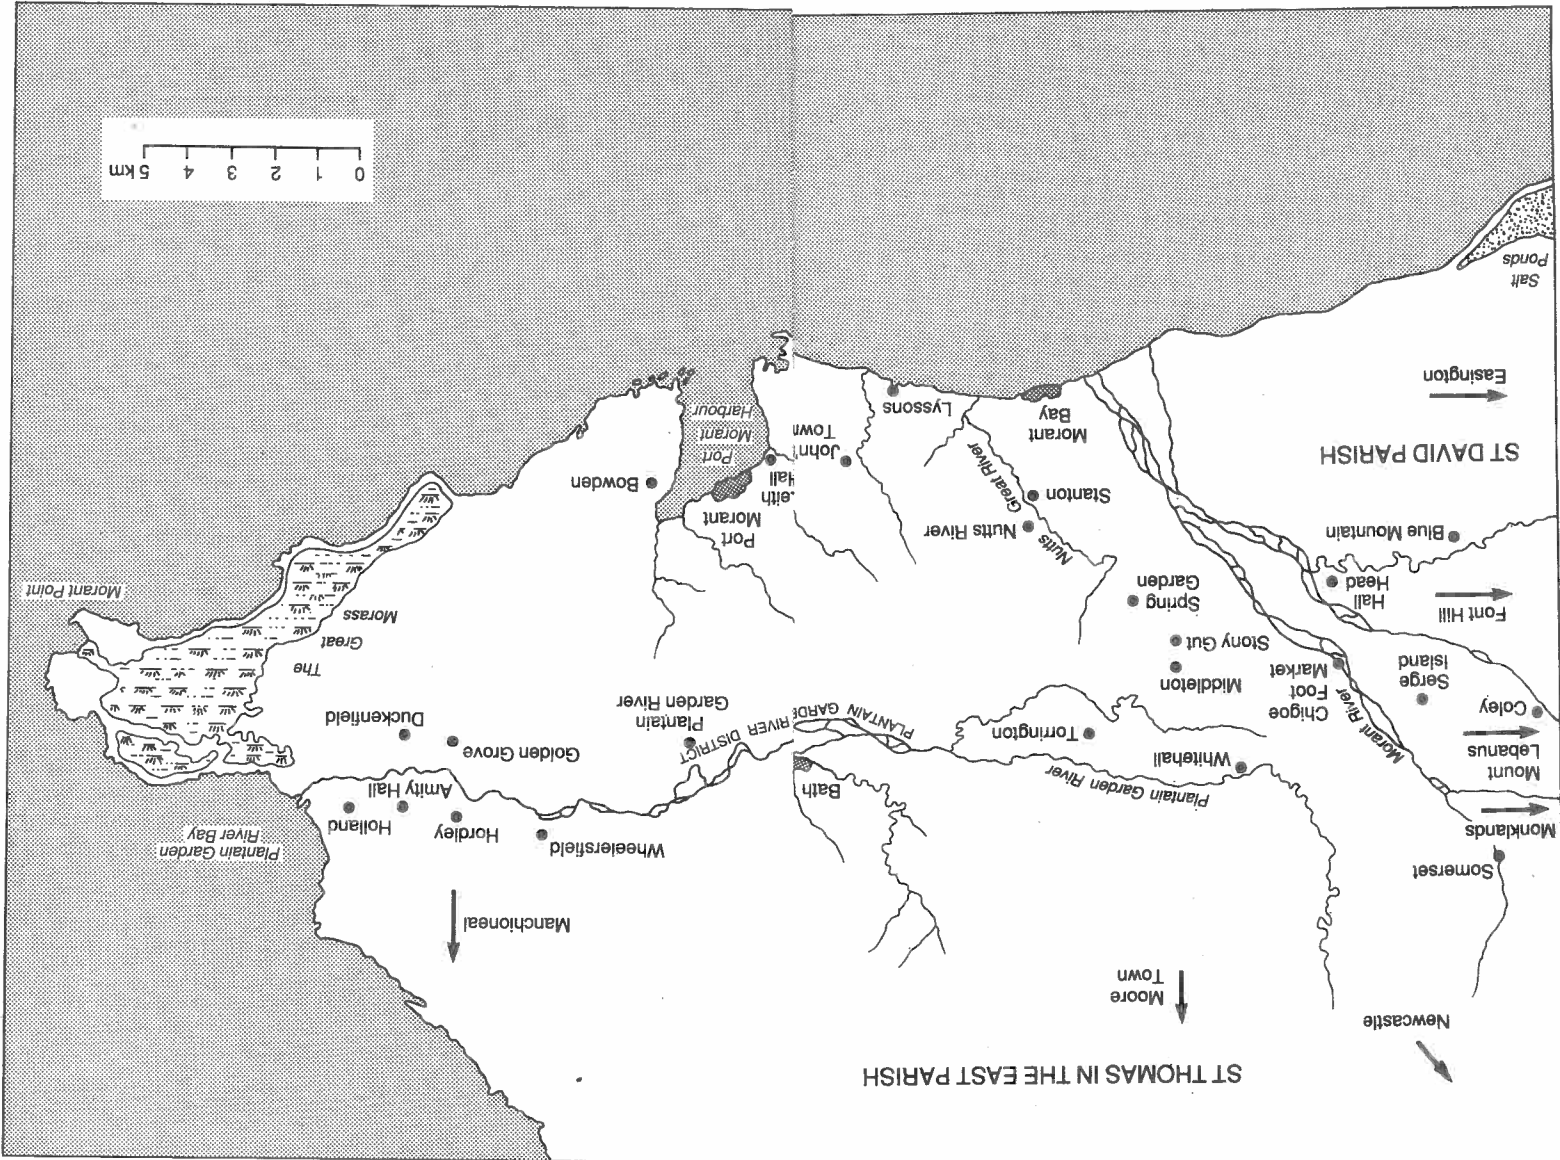 ST THOMAS IN THE EAST PARISH
Newcastle
Moore
Town
Manchioneal
Somerset
Monklands
Mount
Lebanus
Coley
Serge
Island
Font Hill
Hall
Head
Blue Mountain
ST DAVID PARISH
Easington
Salt
Ponds
Whitehall
Plantain Garden River
Torrington
Bath
Morant River
Chigoe
Foot
Market
Middleton
Stony Gut
Spring
Garden
Nutts River
Stanton
Nutts
Great River
Morant
Bay
Lyssons
John
Town
PLANTAIN GARDE
RIVER DISTRICT
Wheelersfield
Hordley
Amity Hall
Holland
Plantain Garden
River Bay
Golden Grove
Duckenfield
Plantain
Garden River
The
Great
Morass
Morant Point
Port
Morant
Leith
Hall
Bowden
Port
Morant
Harbour
0 1 2 3 4 5 km